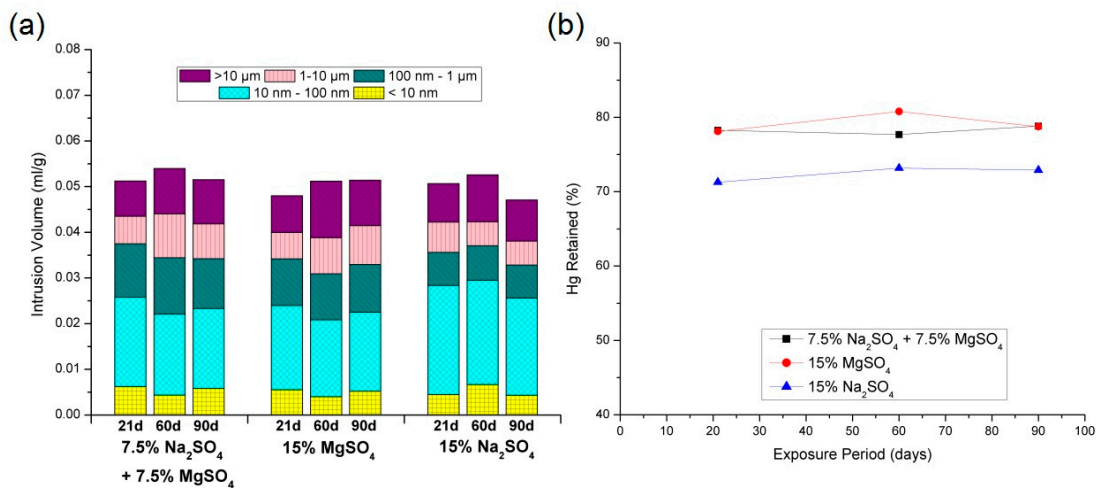 (a)
0.08
0.07
0.06
0.05
0.04
0.03
0.02
0.01
0.00
Intrusion Volume (ml/g)
>10 µm 1-10 µm 100 nm - 1 µm
10 nm - 100 nm < 10 nm
21d 60d 90d 21d 60d 90d 21d 60d 90d
7.5% Na₂SO₄ 15% MgSO₄ 15% Na₂SO₄
+ 7.5% MgSO₄
(b)
90
80
70
60
50
40
Hg Retained (%)
7.5% Na₂SO₄ + 7.5% MgSO₄
15% MgSO₄
15% Na₂SO₄
0 10 20 30 40 50 60 70 80 90 100
Exposure Period (days)